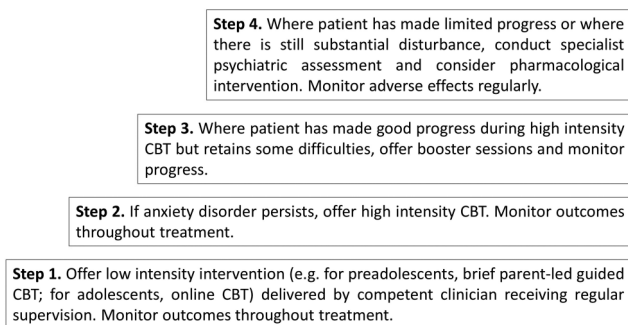 Step 4. Where patient has made limited progress or where
there is still substantial disturbance, conduct specialist
psychiatric assessment and consider pharmacological
intervention. Monitor adverse effects regularly.
Step 3. Where patient has made good progress during high intensity
CBT but retains some difficulties, offer booster sessions and monitor
progress.
Step 2. If anxiety disorder persists, offer high intensity CBT. Monitor outcomes
throughout treatment.
Step 1. Offer low intensity intervention (e.g. for preadolescents, brief parent-led guided
CBT; for adolescents, online CBT) delivered by competent clinician receiving regular
supervision. Monitor outcomes throughout treatment.